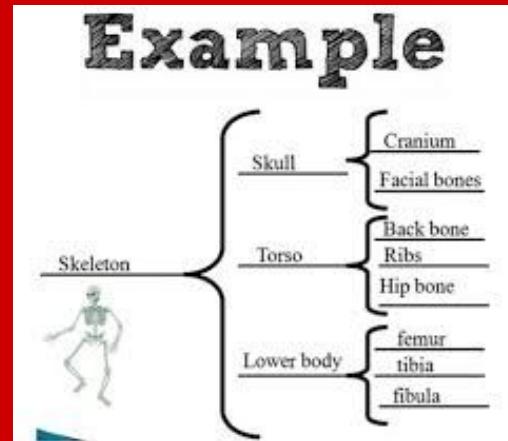 Example
Skeleton
Skull
Cranium
Facial bones
Torso
Back bone
Ribs
Hip bone
Lower body
femur
tibia
fibula